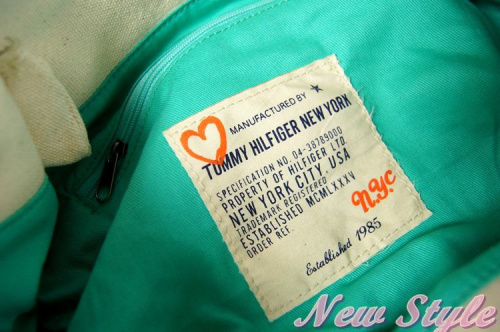 MANUFACTURED BY
TOMMY HILFIGER NEW YORK
SPECIFICATION NO. 04-38789000
PROPERTY OF HILFIGER LTD.
NEW YORK CITY USA
TRADEMARK REGISTERED
ESTABLISHED MCMLXXXV
ORDER REF.
N.Y.C
Established 1985
New Style